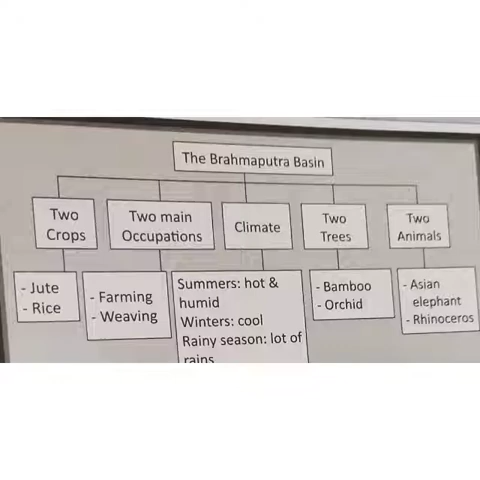 The Brahmaputra Basin
Two
Crops
Two main
Occupations
Climate
Two
Trees
Two
Animals
- Jute
- Rice
- Farming
- Weaving
Summers: hot &
humid
Winters: cool
Rainy season: lot of
rains
- Bamboo
- Orchid
- Asian
elephant
- Rhinoceros